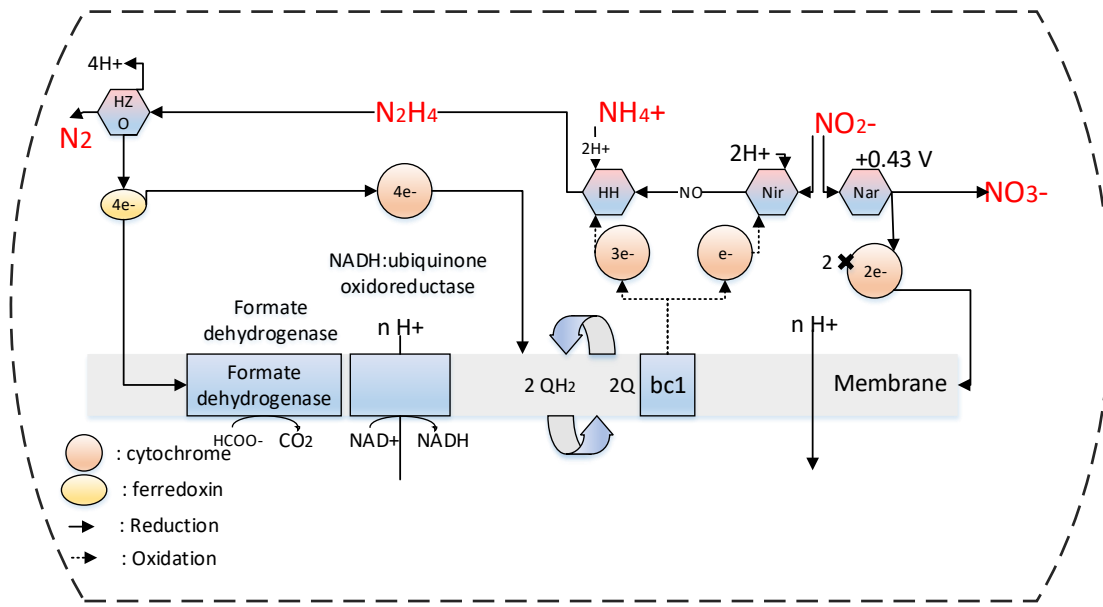 4H+
HZ
O
N2
N2H4
NH4+
2H+
NO2-
2H+
+0.43 V
HH
NO
Nir
Nar
NO3-
4e-
4e-
3e-
e-
2
2e-
NADH:ubiquinone
oxidoreductase
Formate
dehydrogenase
n H+
n H+
Formate
dehydrogenase
2 QH2
2Q
bc1
Membrane
HCOO-
CO2
NAD+
NADH
: cytochrome
: ferredoxin
: Reduction
: Oxidation